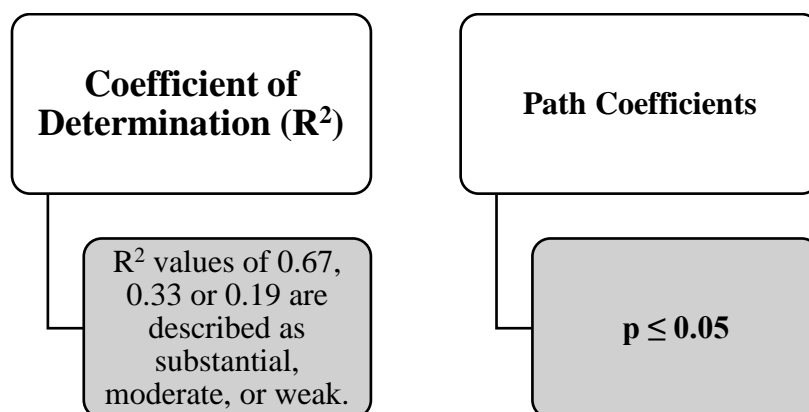 Coefficient of
Determination (R²)
R² values of 0.67,
0.33 or 0.19 are
described as
substantial,
moderate, or weak.
Path Coefficients
p ≤ 0.05